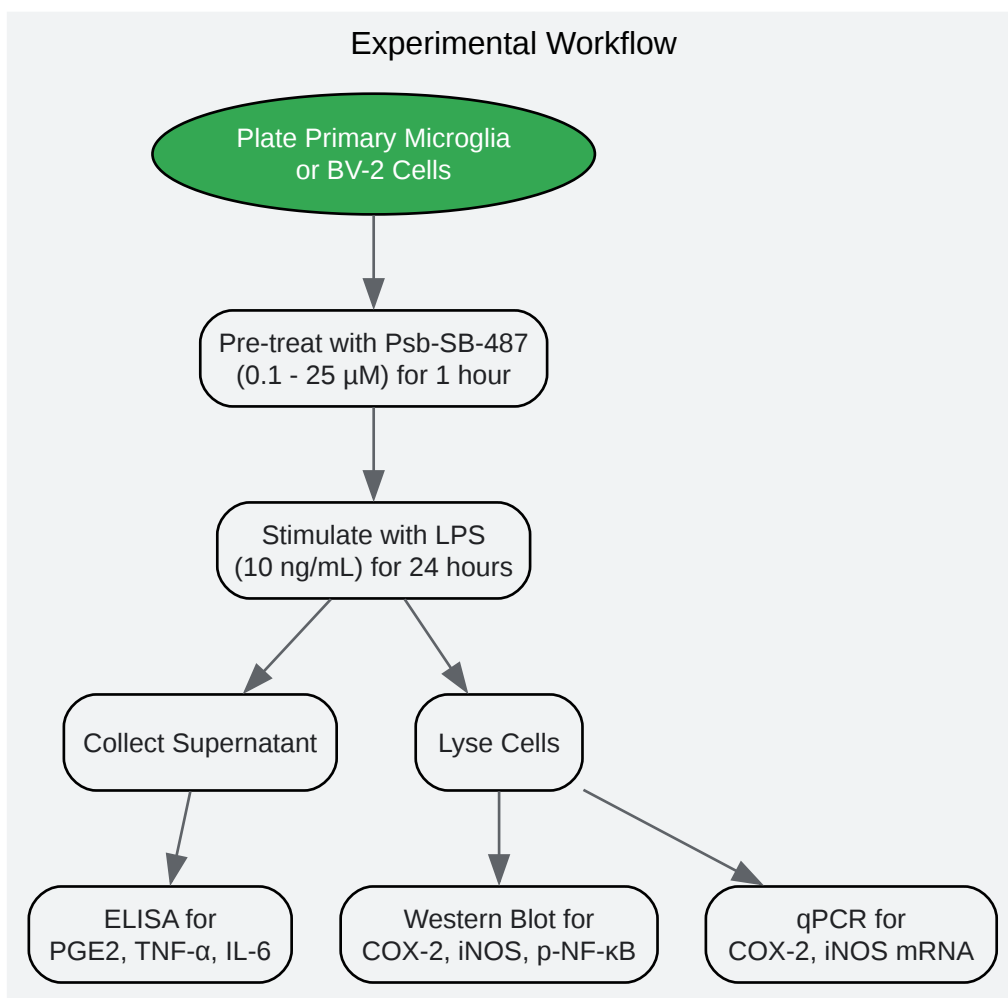 Experimental Workflow
Plate Primary Microglia
or BV-2 Cells
Pre-treat with Psb-SB-487
(0.1 - 25 µM) for 1 hour
Stimulate with LPS
(10 ng/mL) for 24 hours
Collect Supernatant
Lyse Cells
ELISA for
PGE2, TNF-α, IL-6
Western Blot for
COX-2, iNOS, p-NF-κB
qPCR for
COX-2, iNOS mRNA